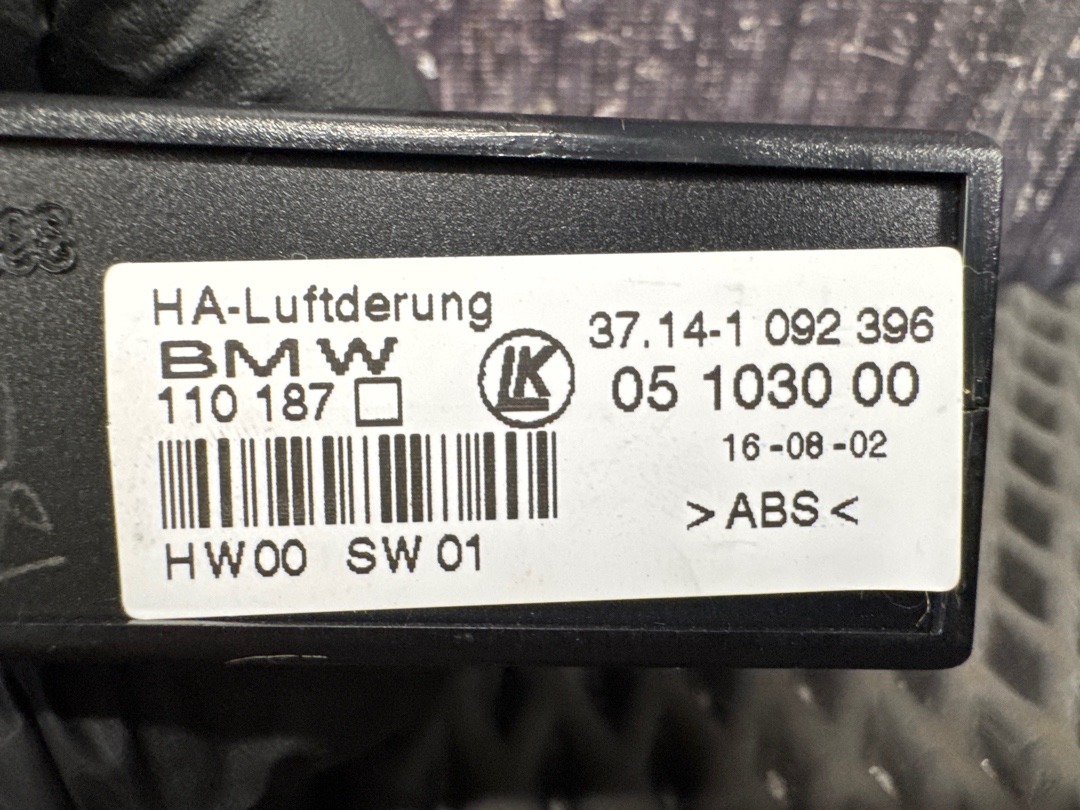 HA-Luftderung
BMW
110 187
LK
37.14-1 092 396
05 1030 00
16-08-02
>ABS<
HW00 SW01